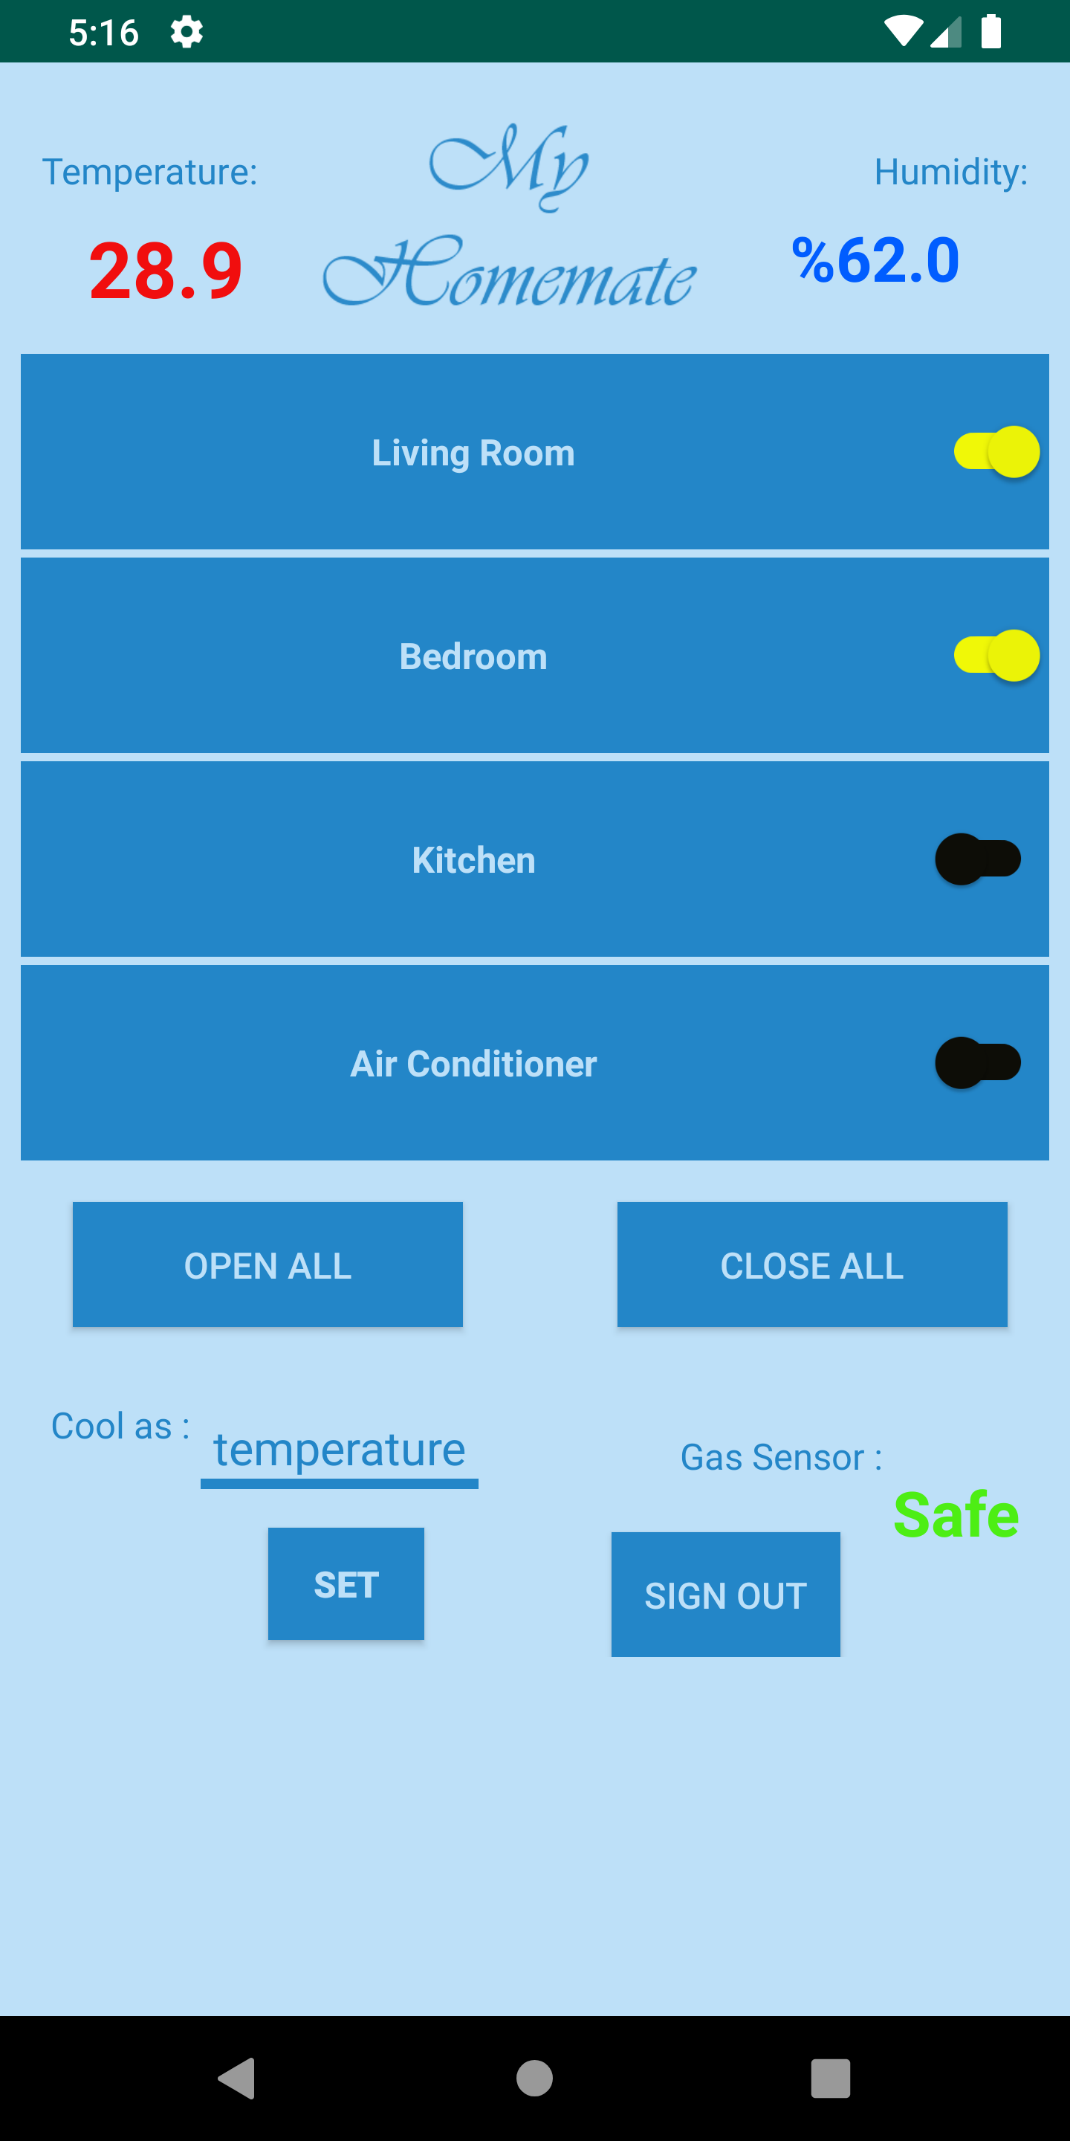 5:16
Temperature:
My
Homemate
Humidity:
28.9
%62.0
Living Room
Bedroom
Kitchen
Air Conditioner
OPEN ALL
CLOSE ALL
Cool as :
temperature
Gas Sensor :
Safe
SET
SIGN OUT